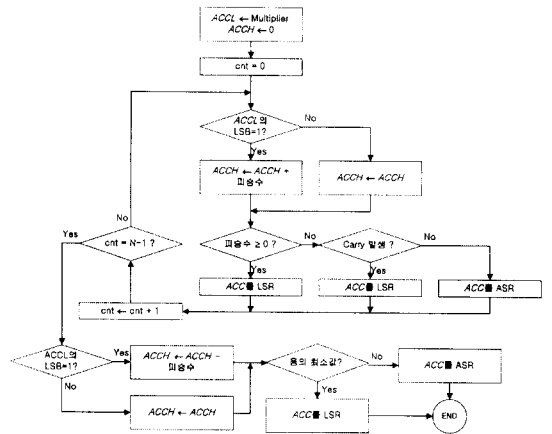 ACCL ← Multiplier
ACCH ← 0
cnt = 0
ACCL의
LSB=1?
No
Yes
ACCH ← ACCH +
피승수
ACCH ← ACCH
No
Yes
cnt = N-1 ?
피승수 ≥ 0 ?
No
Carry 발생 ?
No
Yes
Yes
ACC를 LSR
ACC를 LSR
ACC를 ASR
cnt ← cnt + 1
ACCL의
LSB=1?
Yes
ACCH ← ACCH -
피승수
음의 최소값?
No
ACC를 ASR
No
Yes
ACCH ← ACCH
ACC를 LSR
END